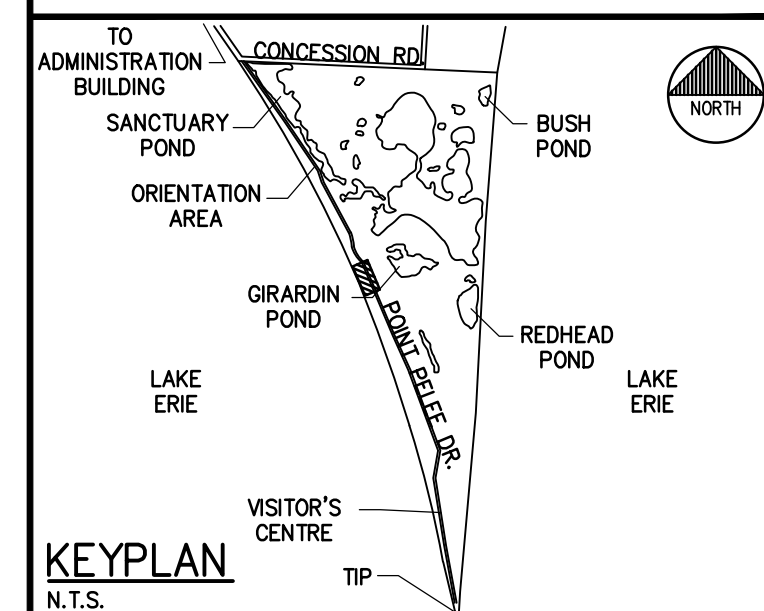 TO
ADMINISTRATION
BUILDING
CONCESSION RD.
NORTH
SANCTUARY
POND
BUSH
POND
ORIENTATION
AREA
GIRARDIN
POND
POINT PELEE DR.
REDHEAD
POND
LAKE
ERIE
LAKE
ERIE
VISITOR'S
CENTRE
KEYPLAN
TIP
N.T.S.